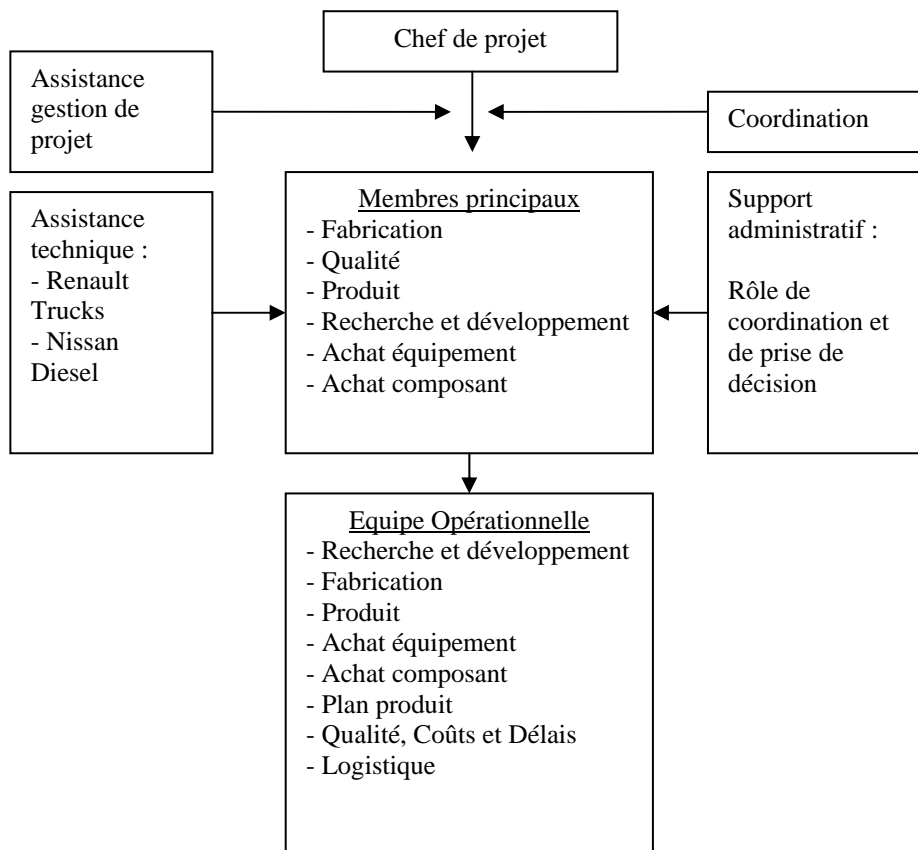 Chef de projet
Assistance
gestion de
projet
Coordination
Assistance
technique :
- Renault
Trucks
- Nissan
Diesel
Membres principaux
- Fabrication
- Qualité
- Produit
- Recherche et développement
- Achat équipement
- Achat composant
Support
administratif :
Rôle de
coordination et
de prise de
décision
Equipe Opérationnelle
- Recherche et développement
- Fabrication
- Produit
- Achat équipement
- Achat composant
- Plan produit
- Qualité, Coûts et Délais
- Logistique